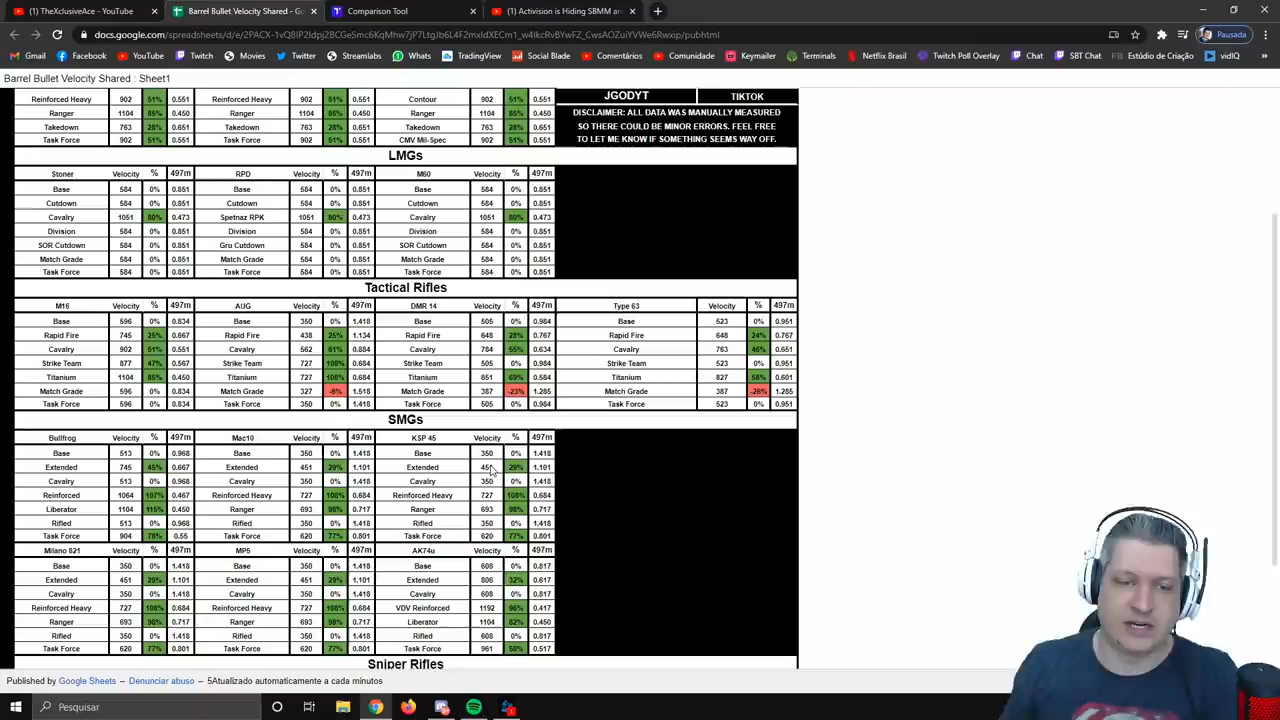 (1) TheXclusiveAce - YouTube
Barrel Bullet Velocity Shared - Go
Comparison Tool
(1) Activision is Hiding SBMM and
docs.google.com/spreadsheets/d/e/
/pubhtml
Pausada
Gmail Facebook YouTube Twitch Movies Twitter Social Blade Scentiaholics Whats TradingView Comentários Comunidade Keymailer Terminals Netflix Brasil Twitch Poll Overlay Chat SBT Chat Estúdio de Criação vidIQ
Barrel Bullet Velocity Shared : Sheet1
Reinforced Heavy 902 51% 0.551 Reinforced Heavy 902 51% 0.551 Contour 902 51% 0.551 JGODYT TIKTOK
Ranger 1104 85% 0.450 Ranger 1104 85% 0.450 Ranger 1104 85% 0.450 DISCLAIMER: ALL DATA WAS MANUALLY MEASURED
Takedown 763 28% 0.651 Takedown 763 28% 0.651 Takedown 763 28% 0.651 SO THERE COULD BE MINOR ERRORS. FEEL FREE
Task Force 902 51% 0.551 Task Force 902 51% 0.551 CMV Mil-Spec 902 51% 0.551 TO LET ME KNOW IF SOMETHING SEEMS WAY OFF.
LMGs
Stoner Velocity % 497m RPD Velocity % 497m M60 Velocity % 497m
Base 584 0% 0.851 Base 584 0% 0.851 Base 584 0% 0.851
Cutdown 584 0% 0.851 Cutdown 584 0% 0.851 Cutdown 584 0% 0.851
Cavalry 1051 80% 0.473 Spetnaz RPK 1051 80% 0.473 Cavalry 1051 80% 0.473
Division 584 0% 0.851 Division 584 0% 0.851 Division 584 0% 0.851
SOR Cutdown 584 0% 0.851 Gru Cutdown 584 0% 0.851 SOR Cutdown 584 0% 0.851
Match Grade 584 0% 0.851 Match Grade 584 0% 0.851 Match Grade 584 0% 0.851
Task Force 584 0% 0.851 Task Force 584 0% 0.851 Task Force 584 0% 0.851
Tactical Rifles
M16 Velocity % 497m AUG Velocity % 497m DMR 14 Velocity % 497m Type 63 Velocity % 497m
Base 596 0% 0.834 Base 350 0% 1.418 Base 505 0% 0.984 Base 523 0% 0.951
Rapid Fire 745 25% 0.667 Rapid Fire 438 25% 1.134 Rapid Fire 648 28% 0.767 Rapid Fire 648 24% 0.767
Cavalry 902 51% 0.551 Cavalry 562 61% 0.884 Cavalry 784 55% 0.634 Cavalry 763 46% 0.651
Strike Team 877 47% 0.567 Strike Team 727 108% 0.684 Strike Team 505 0% 0.984 Strike Team 523 0% 0.951
Titanium 1104 85% 0.450 Titanium 727 108% 0.684 Titanium 851 69% 0.584 Titanium 827 58% 0.601
Match Grade 596 0% 0.834 Match Grade 327 -6% 1.518 Match Grade 387 -23% 1.285 Match Grade 387 -26% 1.285
Task Force 596 0% 0.834 Task Force 350 0% 1.418 Task Force 505 0% 0.984 Task Force 523 0% 0.951
SMGs
Bullfrog Velocity % 497m Mac10 Velocity % 497m KSP 45 Velocity % 497m
Base 513 0% 0.968 Base 350 0% 1.418 Base 350 0% 1.418
Extended 745 45% 0.667 Extended 451 29% 1.101 Extended 451 29% 1.101
Cavalry 513 0% 0.968 Cavalry 350 0% 1.418 Cavalry 350 0% 1.418
Reinforced 1064 107% 0.467 Reinforced Heavy 727 108% 0.684 Reinforced Heavy 727 108% 0.684
Liberator 1104 115% 0.450 Ranger 693 98% 0.717 Ranger 693 98% 0.717
Rifled 513 0% 0.968 Rifled 350 0% 1.418 Rifled 350 0% 1.418
Task Force 904 76% 0.55 Task Force 620 77% 0.801 Task Force 620 77% 0.801
Milano 821 Velocity % 497m MP5 Velocity % 497m AK74u Velocity % 497m
Base 350 0% 1.418 Base 350 0% 1.418 Base 608 0% 0.817
Extended 451 29% 1.101 Extended 451 29% 1.101 Extended 806 32% 0.617
Cavalry 350 0% 1.418 Cavalry 350 0% 1.418 Cavalry 608 0% 0.817
Reinforced Heavy 727 108% 0.684 Reinforced Heavy 727 108% 0.684 VDV Reinforced 1192 96% 0.417
Ranger 693 98% 0.717 Ranger 693 98% 0.717 Liberator 1104 82% 0.450
Rifled 350 0% 1.418 Rifled 350 0% 1.418 Rifled 608 0% 0.817
Task Force 620 77% 0.801 Task Force 620 77% 0.801 Task Force 961 58% 0.517
Sniper Rifles
Published by Google Sheets – Denunciar abuso – 5Atualizado automaticamente a cada minutos
Pesquisar